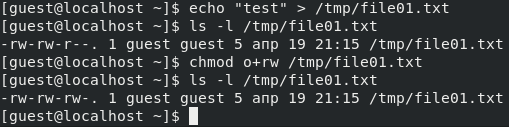 [guest@localhost ~]$ echo "test" > /tmp/file01.txt
[guest@localhost ~]$ ls -l /tmp/file01.txt
-rw-rw-r--. 1 guest guest 5 апр 19 21:15 /tmp/file01.txt
[guest@localhost ~]$ chmod o+rw /tmp/file01.txt
[guest@localhost ~]$ ls -l /tmp/file01.txt
-rw-rw-rw-. 1 guest guest 5 апр 19 21:15 /tmp/file01.txt
[guest@localhost ~]$